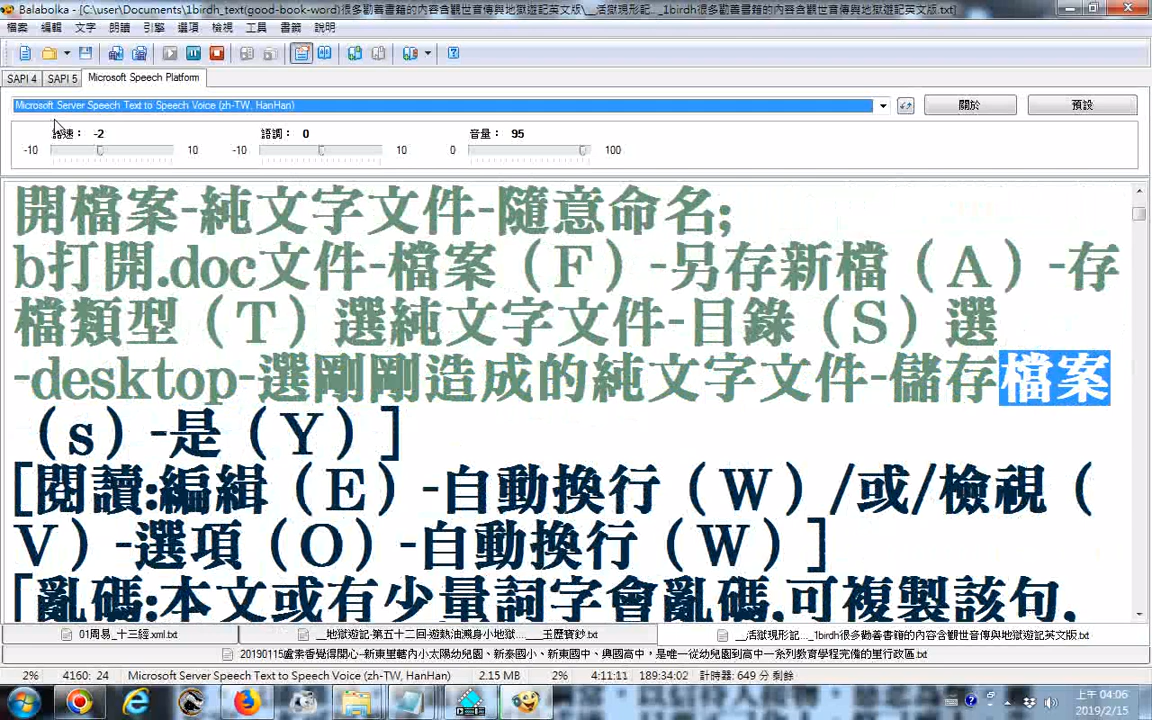 Balabolka - [C:\user\Documents\1birdh_text(good-book-word)很多勸善書籍的內容含觀世音傳與地獄遊記英文版\__活獄現形記..._1birdh很多勸善書籍的內容含觀世音傳與地獄遊記英文版.txt]
檔案 編輯 文字 朗讀 引擎 選項 檢視 工具 書籤 說明
SAPI 4 SAPI 5 Microsoft Speech Platform
Microsoft Server Speech Text to Speech Voice (zh-TW, HanHan) 關於 預設
語速： -2 語調： 0 音量： 95
-10 10 -10 10 0 100
開檔案-純文字文件-隨意命名;
b打開.doc文件-檔案（F）-另存新檔（A）-存
檔類型（T）選純文字文件-目錄（S）選
-desktop-選剛剛造成的純文字文件-儲存檔案
（s）-是（Y）]
[閱讀:編緝（E）-自動換行（W）/或/檢視（
V）-選項（O）-自動換行（W）]
[亂碼:本文或有少量詞字會亂碼,可複製該句,
01周易_十三經.xml.txt __地獄遊記-第五十二回-遊熱油濺身小地獄...___玉歷寶鈔.txt __活獄現形記..._1birdh很多勸善書籍的內容含觀世音傳與地獄遊記英文版.txt
20190115盧素香覺得開心--新東里轄內小太陽幼兒園、新泰國小、新東國中、興國高中，是唯一從幼兒園到高中一系列教育學程完備的里行政區.txt
2% 4160: 24 Microsoft Server Speech Text to Speech Voice (zh-TW, HanHan) 2.15 MB 2% 4:11:11 189:34:02 計時器: 649 分 剩餘
上午 04:06
2019/2/15